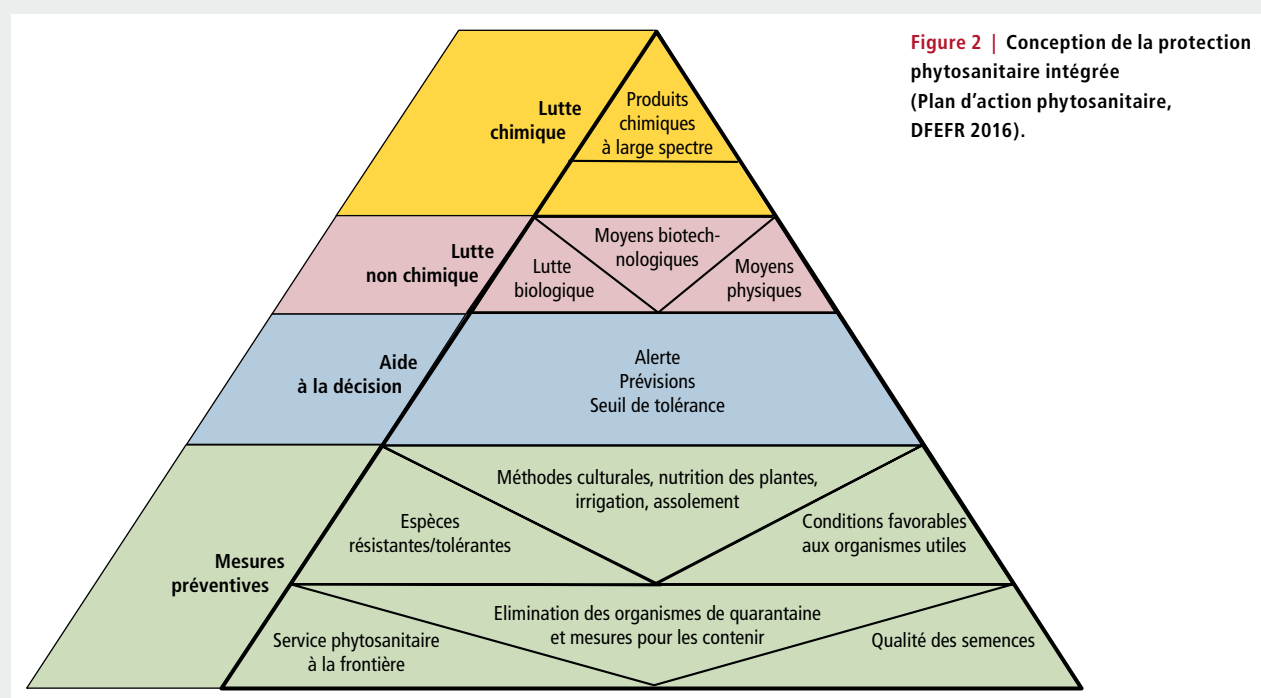 Figure 2 | Conception de la protection
phytosanitaire intégrée
(Plan d'action phytosanitaire,
DFEFR 2016).
Lutte
chimique
Produits
chimiques
à large spectre
Lutte
non chimique
Lutte
biologique
Moyens biotech-
nologiques
Moyens
physiques
Aide
à la décision
Alerte
Prévisions
Seuil de tolérance
Mesures
préventives
Méthodes culturales, nutrition des plantes,
irrigation, assolement
Espèces
résistantes/tolérantes
Conditions favorables
aux organismes utiles
Elimination des organismes de quarantaine
et mesures pour les contenir
Service phytosanitaire
à la frontière
Qualité des semences